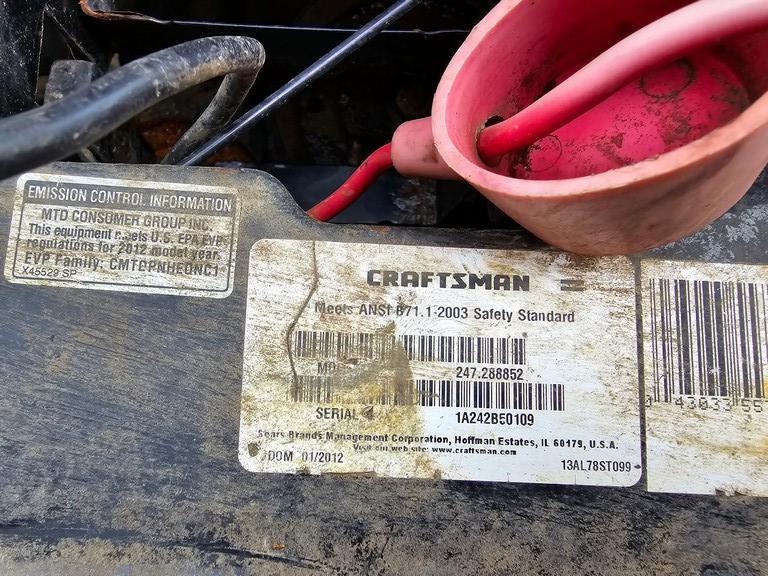 EMISSION CONTROL INFORMATION
MTD CONSUMER GROUP INC.
This equipment meets U.S. EPA EVP
regulations for 2012 model year.
EVP Family:
X45529 SP
CRAFTSMAN
Meets ANSI B71.1-2003 Safety Standard
247.288852
SERIAL
1A242B50109
Sears Brands Management Corporation, Hoffman Estates, IL 60179, U.S.A.
Visit our web site: www.craftsman.com
DOM 01/2012
13AL78ST099
43033 55